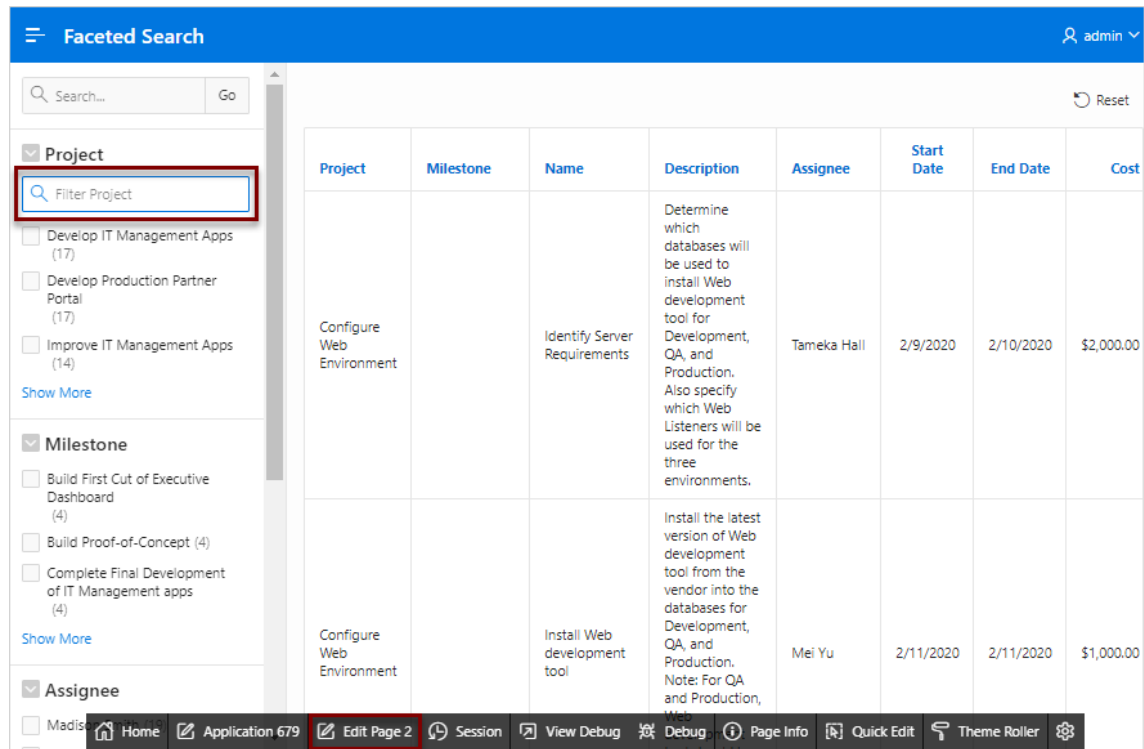 Faceted Search
admin
Search...
Go
Reset
Project
Filter Project
Develop IT Management Apps
(17)
Develop Production Partner
Portal
(17)
Improve IT Management Apps
(14)
Show More
Milestone
Build First Cut of Executive
Dashboard
(4)
Build Proof-of-Concept (4)
Complete Final Development
of IT Management apps
(4)
Show More
Assignee
Madison Smith (19)
Project
Milestone
Name
Description
Assignee
Start
Date
End Date
Cost
Configure
Web
Environment
Identify Server
Requirements
Determine
which
databases will
be used to
install Web
development
tool for
Development,
QA, and
Production.
Also specify
which Web
Listeners will be
used for the
three
environments.
Tameka Hall
2/9/2020
2/10/2020
$2,000.00
Configure
Web
Environment
Install Web
development
tool
Install the latest
version of Web
development
tool from the
vendor into the
databases for
Development,
QA, and
Production.
Note: For QA
and Production,
Web
Mei Yu
2/11/2020
2/11/2020
$1,000.00
Home
Application 679
Edit Page 2
Session
View Debug
Debug
Page Info
Quick Edit
Theme Roller